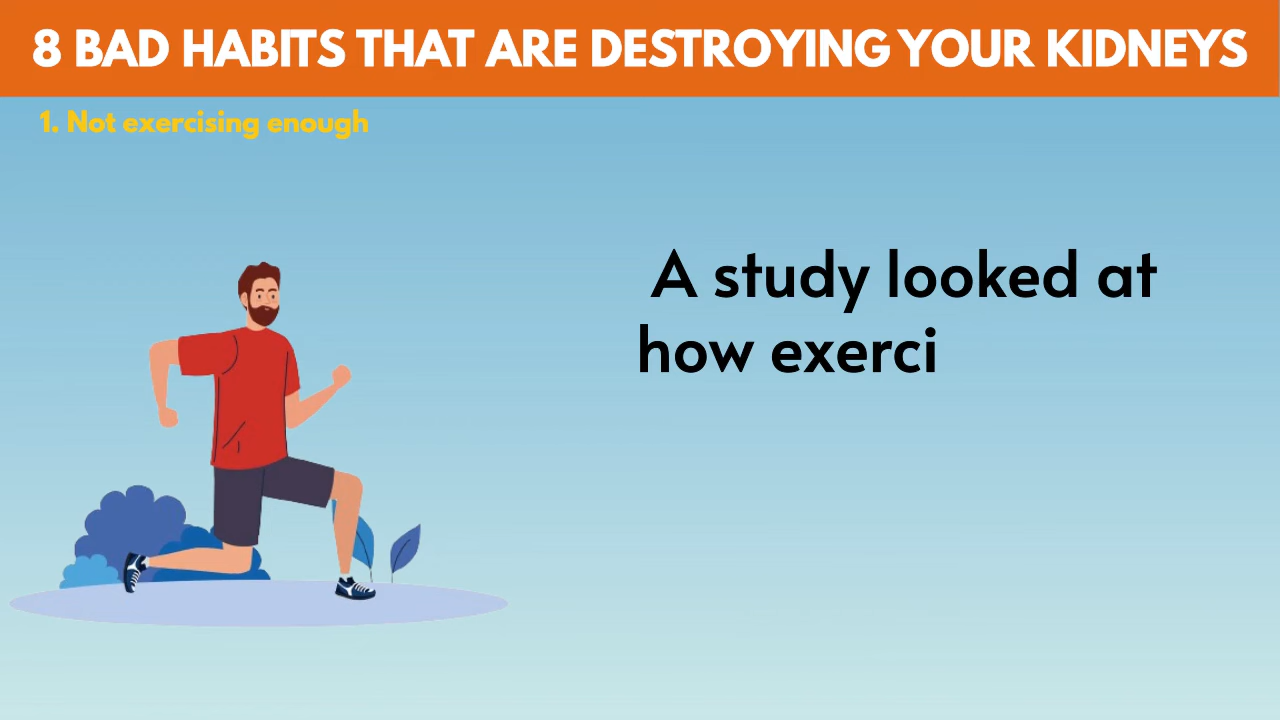 8 BAD HABITS THAT ARE DESTROYING YOUR KIDNEYS
1. Not exercising enough
A study looked at
how exerci